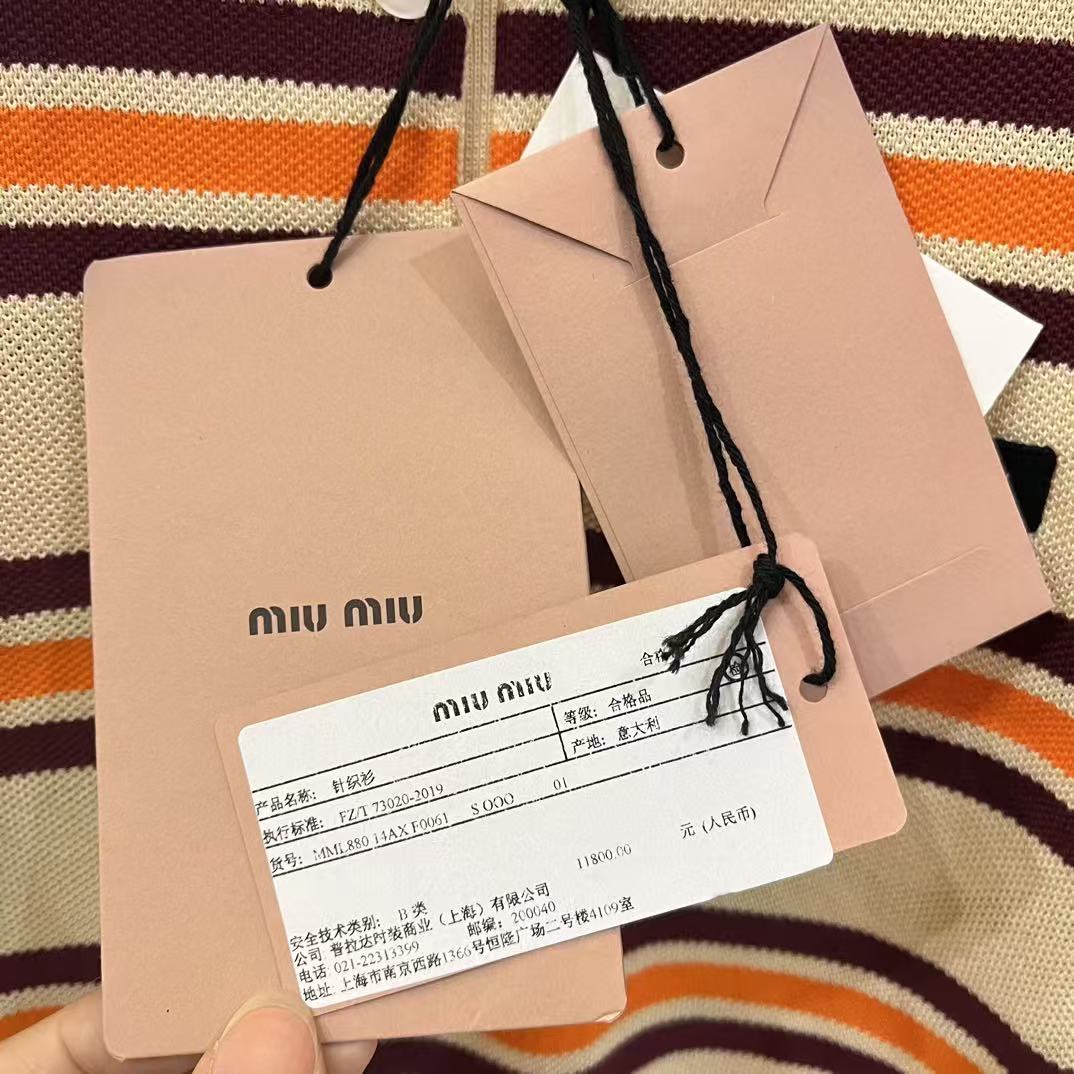 miu miu
miu miu
等级: 合格品
产品名称: 针织衫
产地: 意大利
执行标准: FZ/T 73020-2019
货号: MML880 14AX F0061 S OOO 01
11800.00 元 (人民币)
安全技术类别: B 类
公司 普拉达时装商业 (上海) 有限公司
电话: 021-22313399 邮编: 200040
地址: 上海市南京西路1366号恒隆广场二号楼4109室